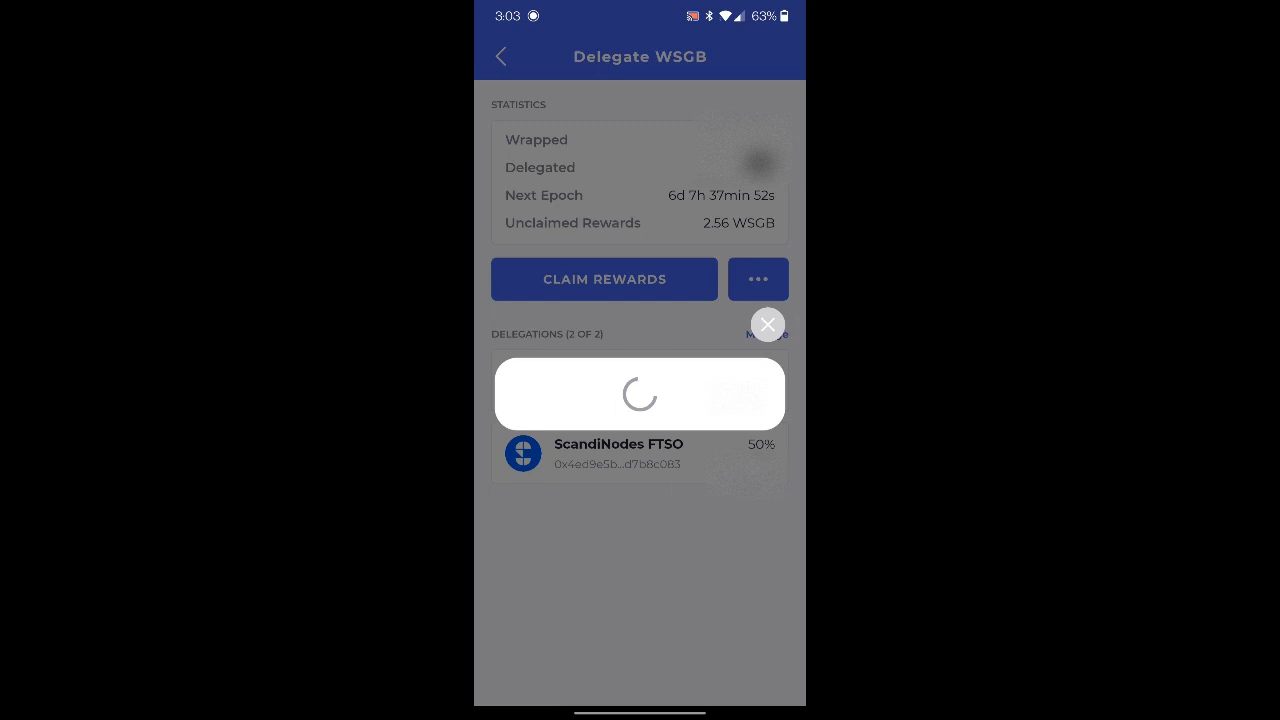 3:03 63%
Delegate WSGB
STATISTICS
Wrapped
Delegated
Next Epoch 6d 7h 37min 52s
Unclaimed Rewards 2.56 WSGB
CLAIM REWARDS
DELEGATIONS (2 OF 2)
ScandiNodes FTSO 50%
0x4ed9e5b...d7b8c083